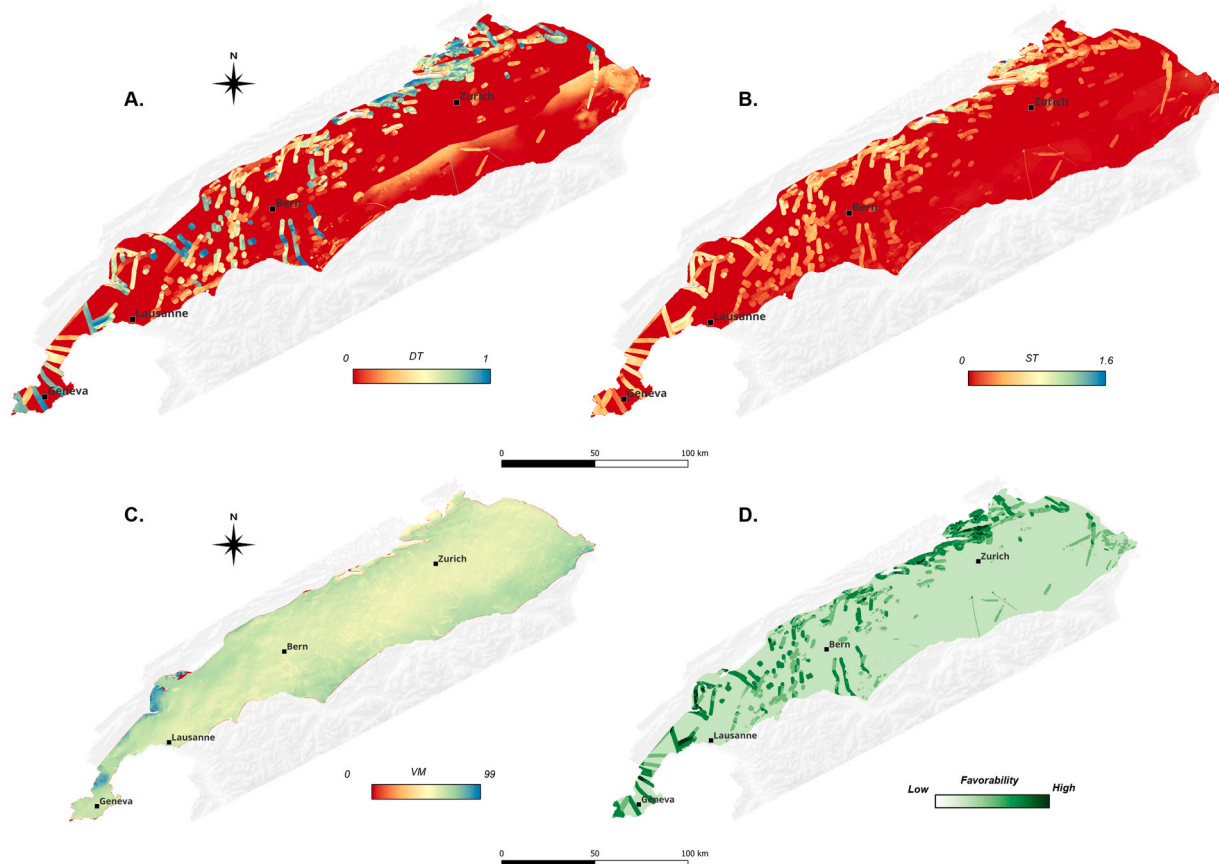 N
A.
Zurich
Bern
Lausanne
Geneva
0 DT 1
B.
Zurich
Bern
Lausanne
Geneva
0 ST 1.6
0 50 100 km
N
C.
Zurich
Bern
Lausanne
Geneva
0 VM 99
D.
Zurich
Bern
Lausanne
Geneva
Favorability
Low High
0 50 100 km